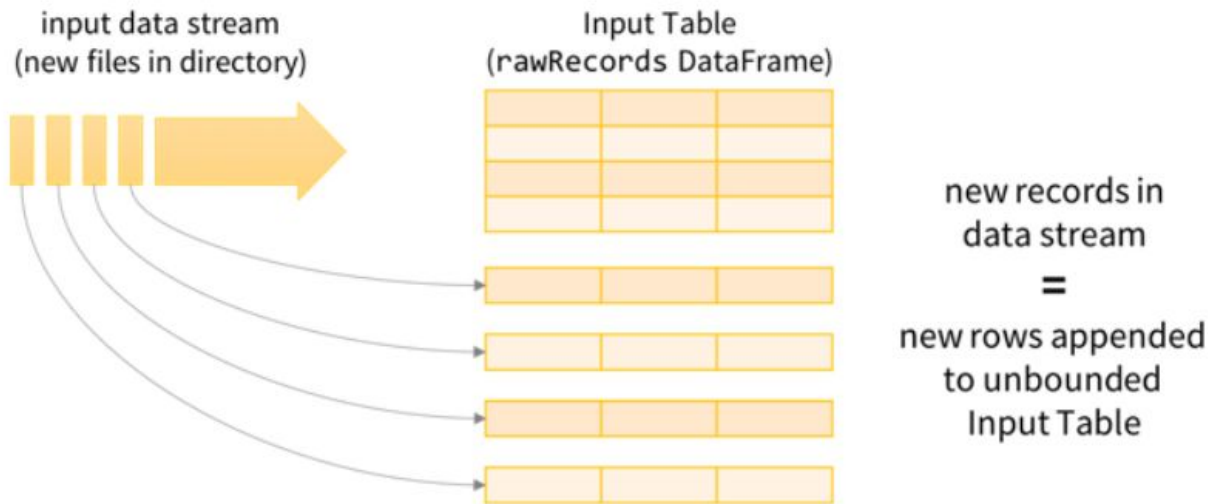 input data stream
(new files in directory)
Input Table
(rawRecords DataFrame)
new records in
data stream
=
new rows appended
to unbounded
Input Table